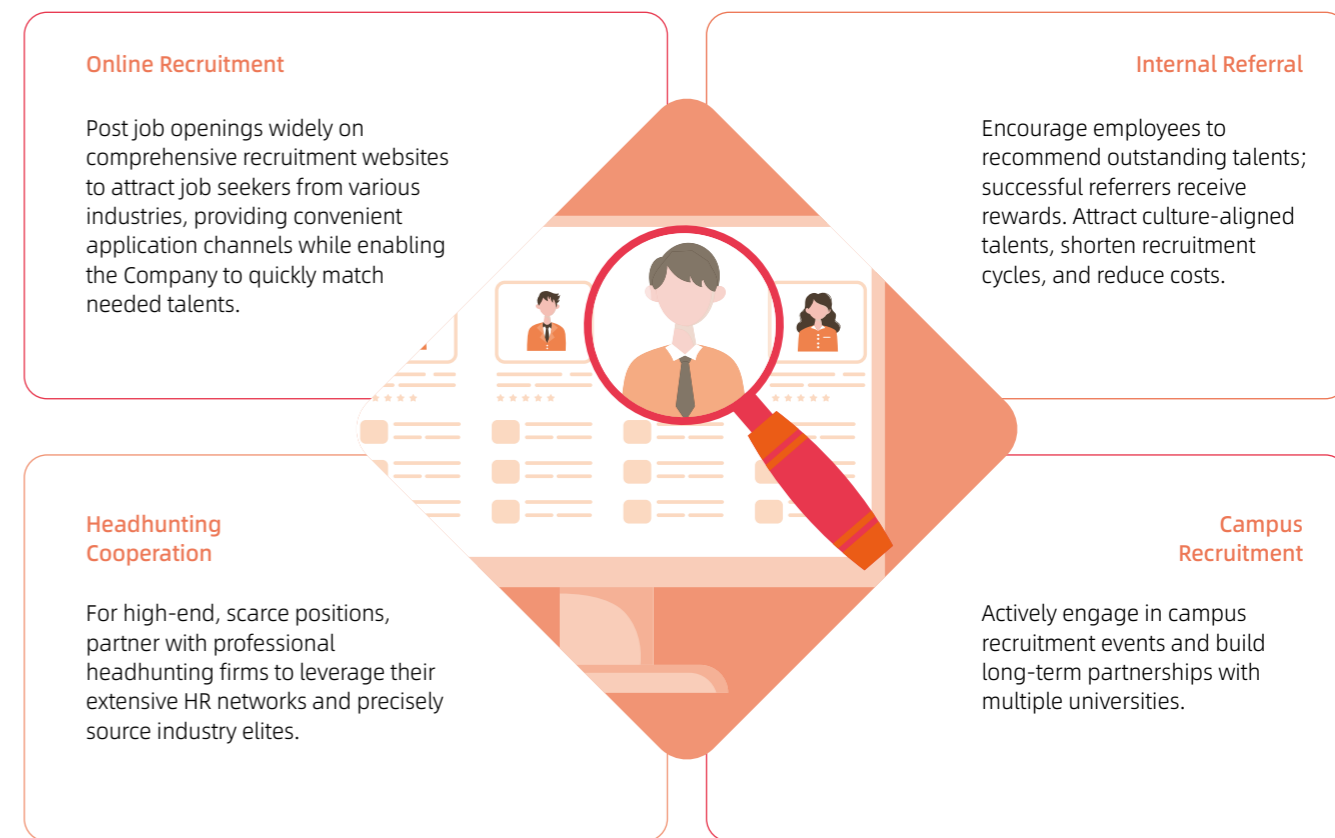 Online Recruitment
Post job openings widely on
comprehensive recruitment websites
to attract job seekers from various
industries, providing convenient
application channels while enabling
the Company to quickly match
needed talents.
Internal Referral
Encourage employees to
recommend outstanding talents;
successful referrers receive
rewards. Attract culture-aligned
talents, shorten recruitment
cycles, and reduce costs.
Headhunting
Cooperation
For high-end, scarce positions,
partner with professional
headhunting firms to leverage their
extensive HR networks and precisely
source industry elites.
Campus
Recruitment
Actively engage in campus
recruitment events and build
long-term partnerships with
multiple universities.